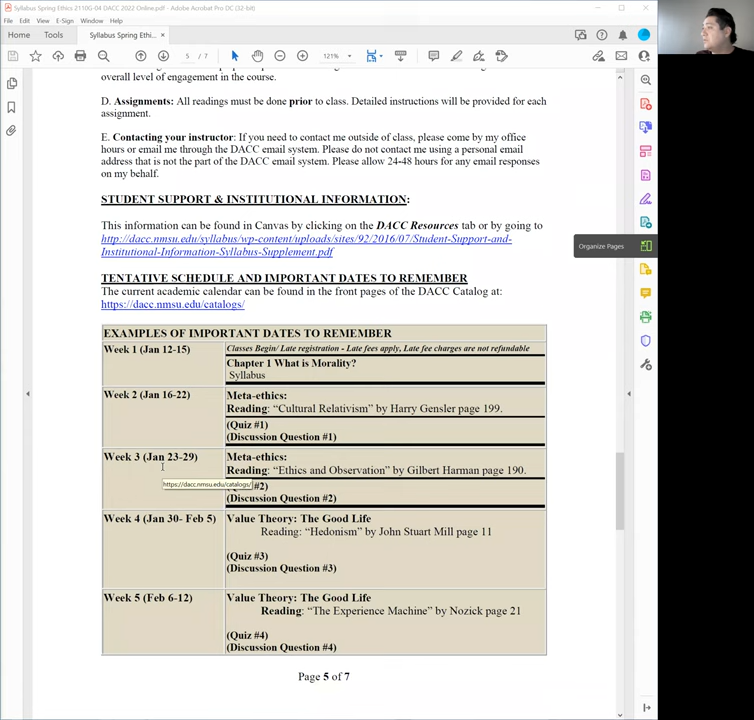 Syllabus Spring Ethics 2110G-04 DACC 2022 Online.pdf - Adobe Acrobat Pro DC (32-bit)
File Edit View E-Sign Window Help
Home Tools Syllabus Spring Ethi... ×
5 / 7 121%
overall level of engagement in the course.
D. Assignments: All readings must be done prior to class. Detailed instructions will be provided for each
assignment.
E. Contacting your instructor: If you need to contact me outside of class, please come by my office
hours or email me through the DACC email system. Please do not contact me using a personal email
address that is not the part of the DACC email system. Please allow 24-48 hours for any email responses
on my behalf.
STUDENT SUPPORT & INSTITUTIONAL INFORMATION:
This information can be found in Canvas by clicking on the DACC Resources tab or by going to
http://dacc.nmsu.edu/syllabus/wp-content/uploads/sites/92/2016/07/Student-Support-and-
Institutional-Information-Syllabus-Supplement.pdf
Organize Pages
TENTATIVE SCHEDULE AND IMPORTANT DATES TO REMEMBER
The current academic calendar can be found in the front pages of the DACC Catalog at:
https://dacc.nmsu.edu/catalogs/
EXAMPLES OF IMPORTANT DATES TO REMEMBER
Week 1 (Jan 12-15)
Classes Begin/ Late registration - Late fees apply, Late fee charges are not refundable
Chapter 1 What is Morality?
Syllabus
Week 2 (Jan 16-22)
Meta-ethics:
Reading: “Cultural Relativism” by Harry Gensler page 199.
(Quiz #1)
(Discussion Question #1)
Week 3 (Jan 23-29)
Meta-ethics:
Reading: “Ethics and Observation” by Gilbert Harman page 190.
https://dacc.nmsu.edu/catalogs/
#2)
(Discussion Question #2)
Week 4 (Jan 30- Feb 5)
Value Theory: The Good Life
Reading: “Hedonism” by John Stuart Mill page 11
(Quiz #3)
(Discussion Question #3)
Week 5 (Feb 6-12)
Value Theory: The Good Life
Reading: “The Experience Machine” by Nozick page 21
(Quiz #4)
(Discussion Question #4)
Page 5 of 7